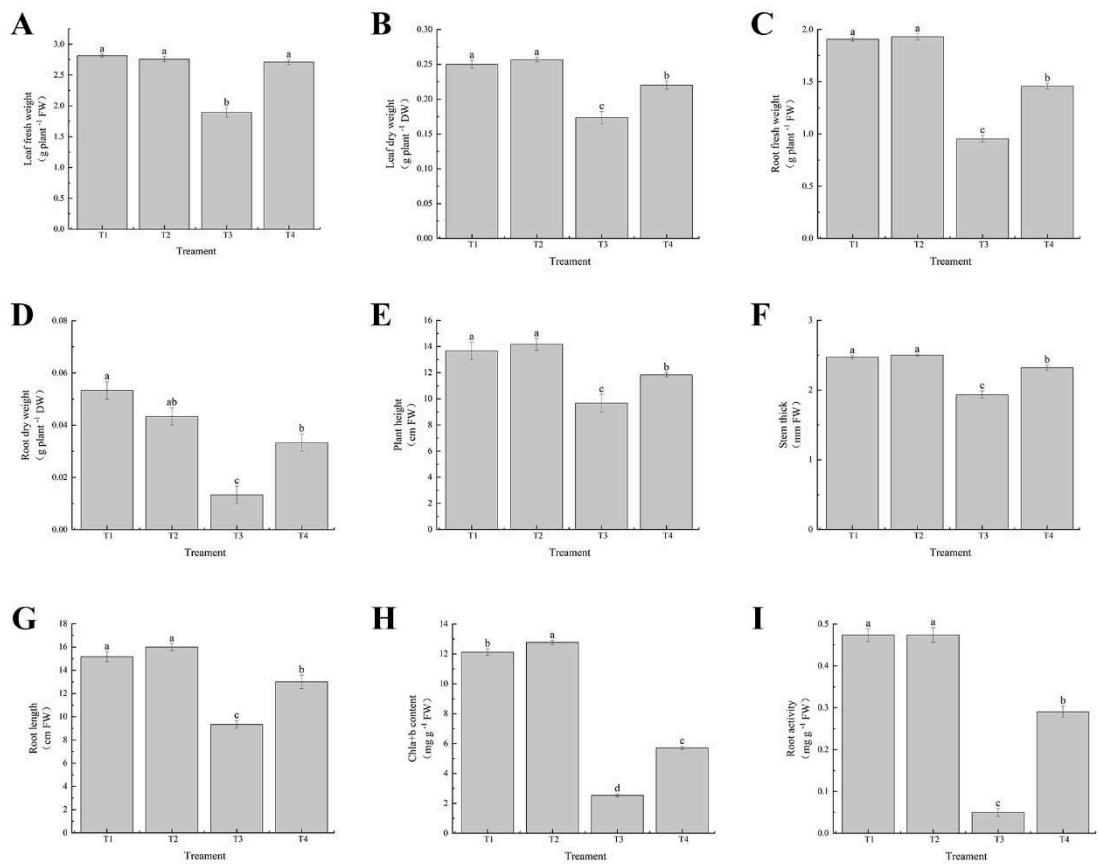 A
Leaf fresh weight
(g plant -1 FW)
3.0
2.5
2.0
1.5
1.0
0.5
0.0
a
a
b
a
T1 T2 T3 T4
Treament
B
Leaf dry weight
(g plant -1 DW)
0.30
0.25
0.20
0.15
0.10
0.05
0.00
a
a
c
b
T1 T2 T3 T4
Treament
C
Root fresh weight
(g plant -1 FW)
2.0
1.5
1.0
0.5
0.0
a
a
c
b
T1 T2 T3 T4
Treament
D
Root dry weight
(g plant -1 DW)
0.08
0.06
0.04
0.02
0.00
a
ab
c
b
T1 T2 T3 T4
Treament
E
Plant height
(cm FW)
16
14
12
10
8
6
4
2
0
a
a
c
b
T1 T2 T3 T4
Treament
F
Stem thick
(mm FW)
3
2
1
0
a
a
c
b
T1 T2 T3 T4
Treament
G
Root length
(cm FW)
18
16
14
12
10
8
6
4
2
0
a
a
c
b
T1 T2 T3 T4
Treament
H
Chla+b content
(mg g -1 FW)
14
12
10
8
6
4
2
0
b
a
d
c
T1 T2 T3 T4
Treament
I
Root activity
(mg g -1 FW)
0.5
0.4
0.3
0.2
0.1
0.0
a
a
c
b
T1 T2 T3 T4
Treament